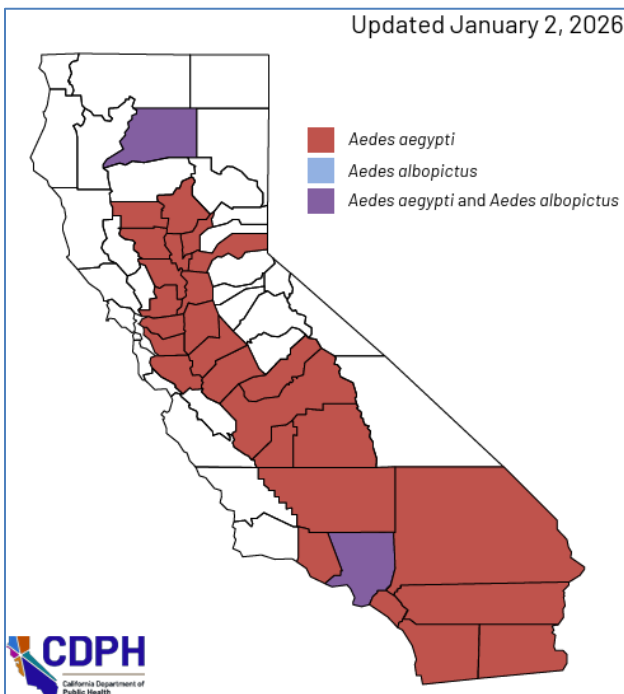 Updated January 2, 2026
Aedes aegypti
Aedes albopictus
Aedes aegypti and Aedes albopictus
CDPH
California Department of
Public Health